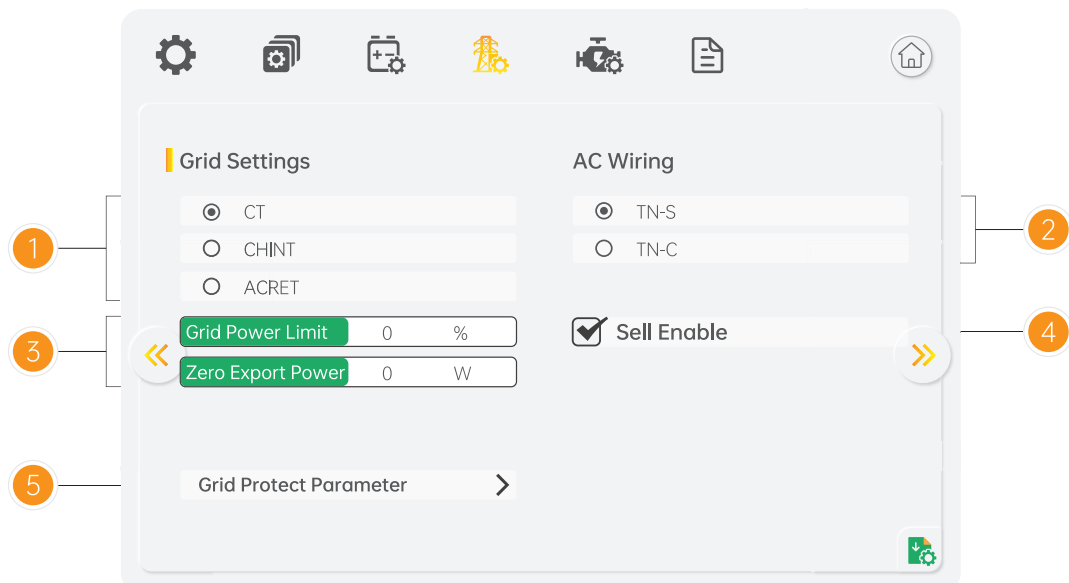 Grid Settings
AC Wiring
CT
TN-S
CHINT
TN-C
ACRET
1
2
Grid Power Limit 0 %
Sell Enable
Zero Export Power 0 W
3
4
Grid Protect Parameter
5